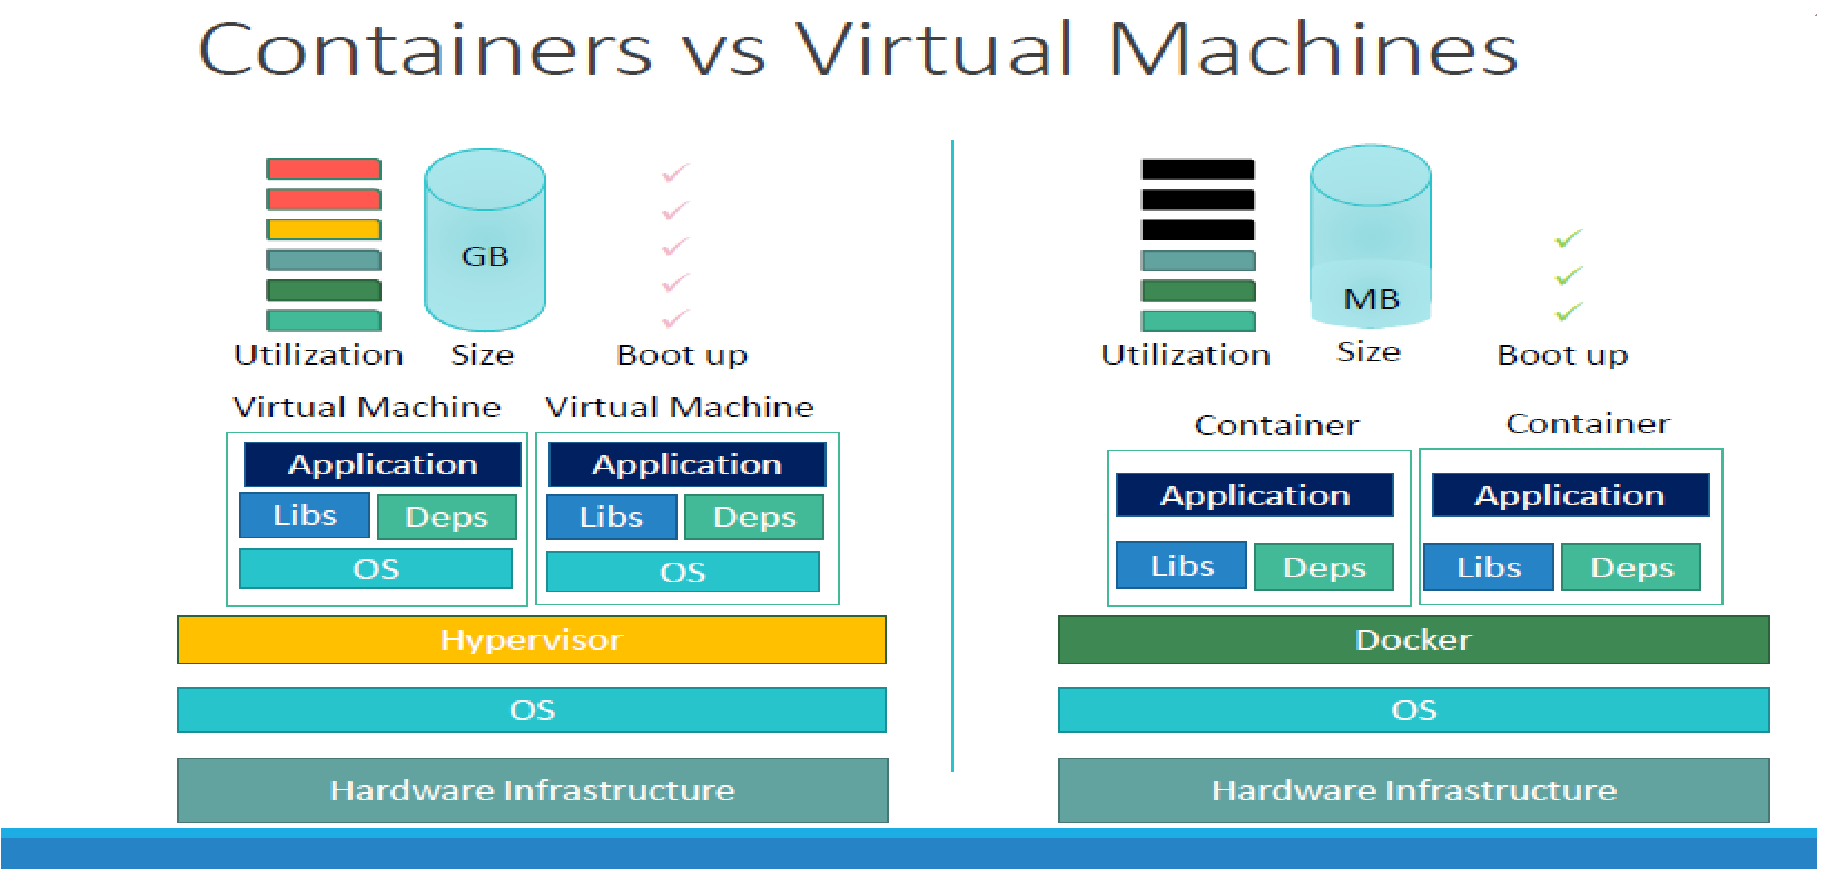 Containers vs Virtual Machines
GB
Utilization
Size
Boot up
Virtual Machine
Virtual Machine
Application
Libs
Deps
OS
Application
Libs
Deps
OS
Hypervisor
OS
Hardware Infrastructure
MB
Utilization
Size
Boot up
Container
Container
Application
Libs
Deps
Application
Libs
Deps
Docker
OS
Hardware Infrastructure